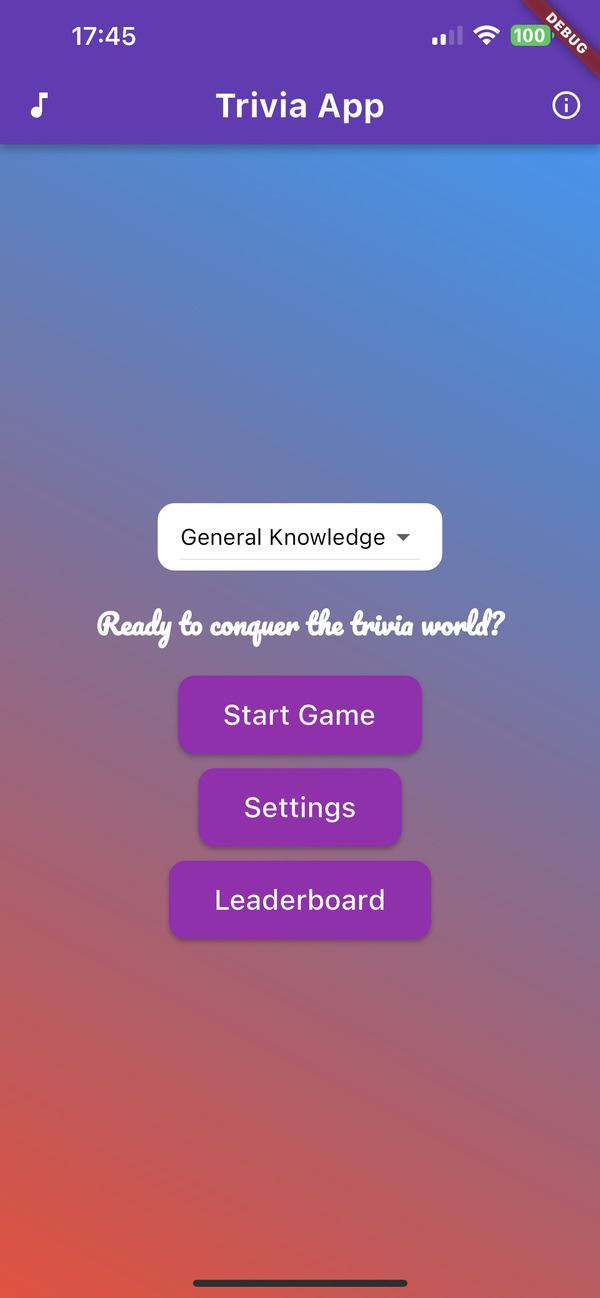 17:45
100
DEBUG
Trivia App
General Knowledge
Ready to conquer the trivia world?
Start Game
Settings
Leaderboard